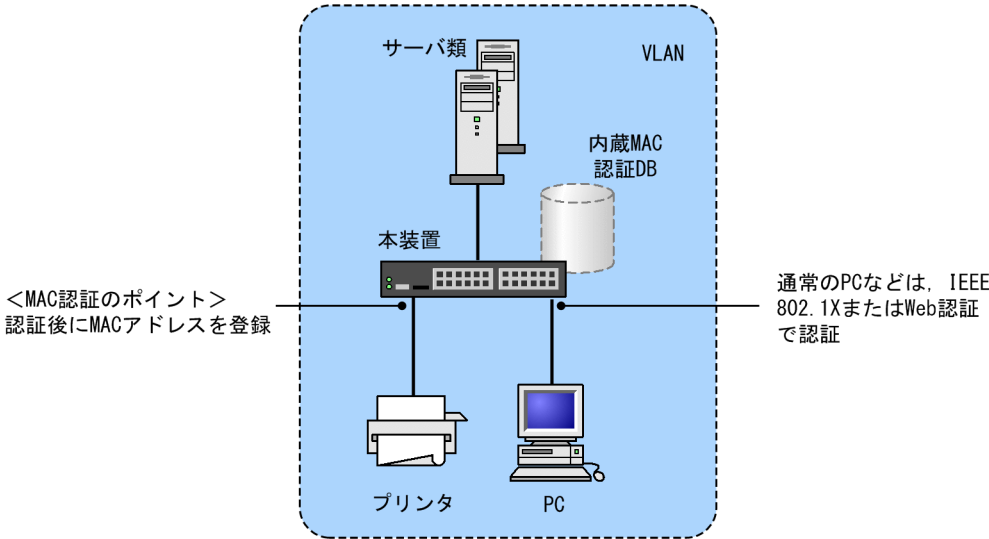 サーバ類
VLAN
内蔵MAC
認証DB
本装置
＜MAC認証のポイント＞
認証後にMACアドレスを登録
通常のPCなどは，IEEE
802.1XまたはWeb認証
で認証
プリンタ
PC